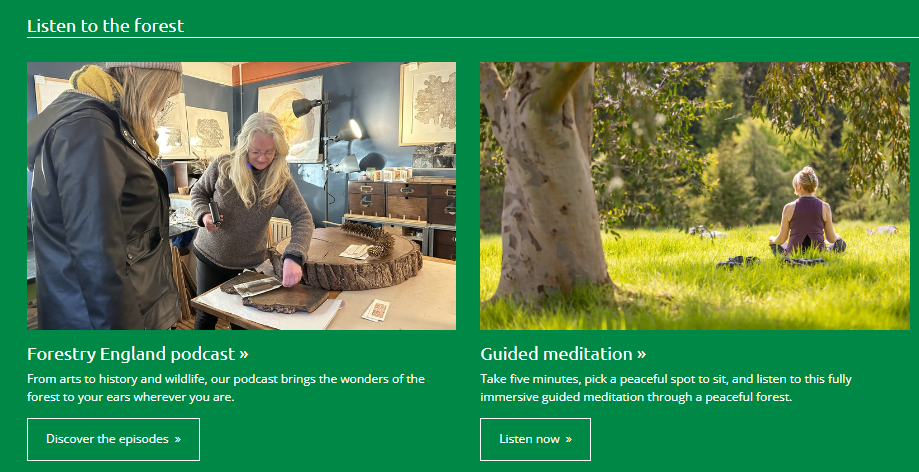 Listen to the forest
Forestry England podcast »
From arts to history and wildlife, our podcast brings the wonders of the
forest to your ears wherever you are.
Discover the episodes »
Guided meditation »
Take five minutes, pick a peaceful spot to sit, and listen to this fully
immersive guided meditation through a peaceful forest.
Listen now »